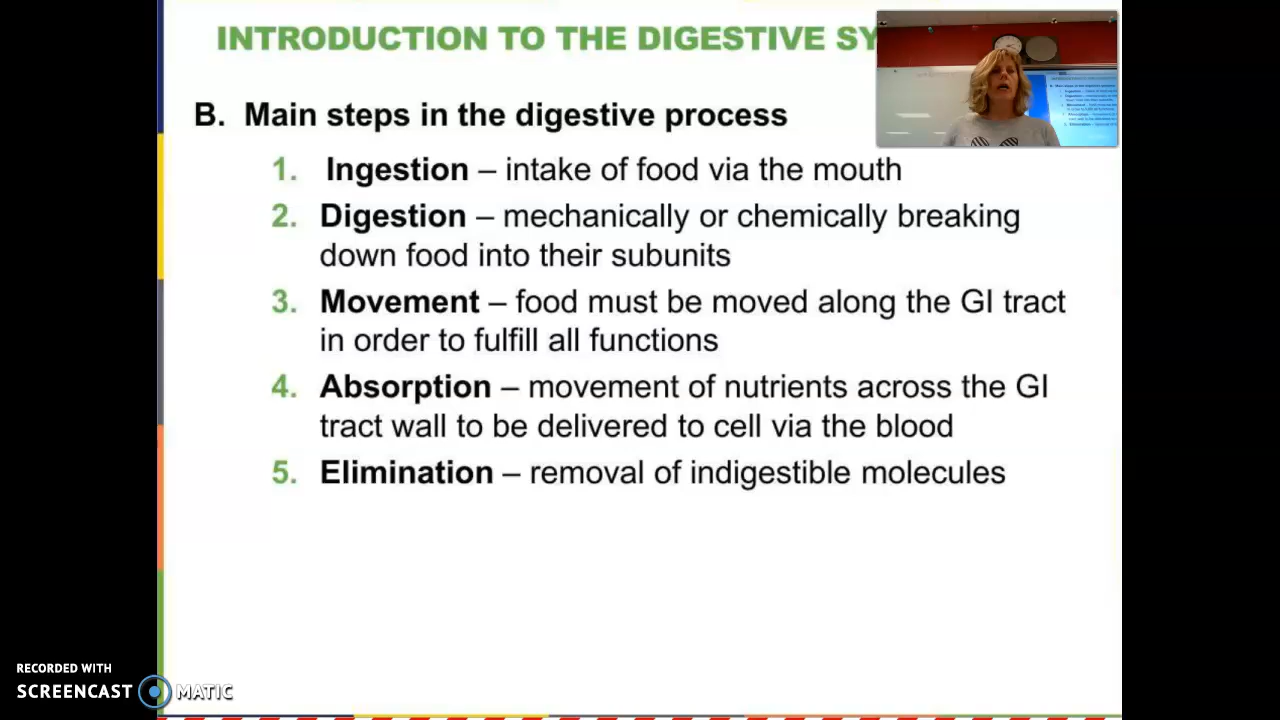 INTRODUCTION TO THE DIGESTIVE SY
B. Main steps in the digestive process
1. Ingestion – intake of food via the mouth
2. Digestion – mechanically or chemically breaking
down food into their subunits
3. Movement – food must be moved along the GI tract
in order to fulfill all functions
4. Absorption – movement of nutrients across the GI
tract wall to be delivered to cell via the blood
5. Elimination – removal of indigestible molecules
RECORDED WITH
SCREENCAST MATIC